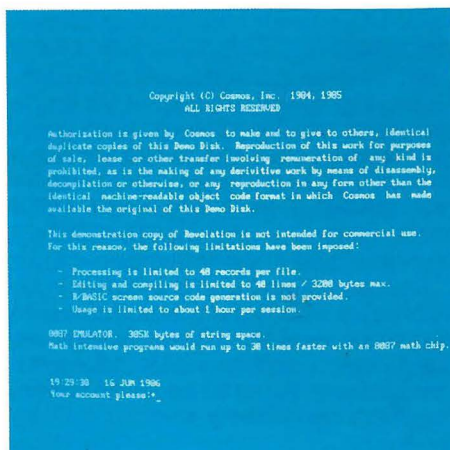 Copyright (C) Cosmos, Inc. 1984, 1985
ALL RIGHTS RESERVED
Authorization is given by Cosmos to make and to give to others, identical
duplicate copies of this Demo Disk. Reproduction of this work for purposes
of sale, lease or other transfer involving remuneration of any kind is
prohibited, as is the making of any derivitive work by means of disassembly,
decompilation or otherwise, or any reproduction in any form other than the
identical machine-readable object code format in which Cosmos has made
available the original of this Demo Disk.
This demonstration copy of Revelation is not intended for commercial use.
For this reason, the following limitations have been imposed:
- Processing is limited to 40 records per file.
- Editing and compiling is limited to 40 lines / 3200 bytes max.
- R/BASIC screen source code generation is not provided.
- Usage is limited to about 1 hour per session.
8087 EMULATOR. 305K bytes of string space.
Math intensive programs would run up to 30 times faster with an 8087 math chip.
19:29:38 16 JUN 1986
Your account please:*_